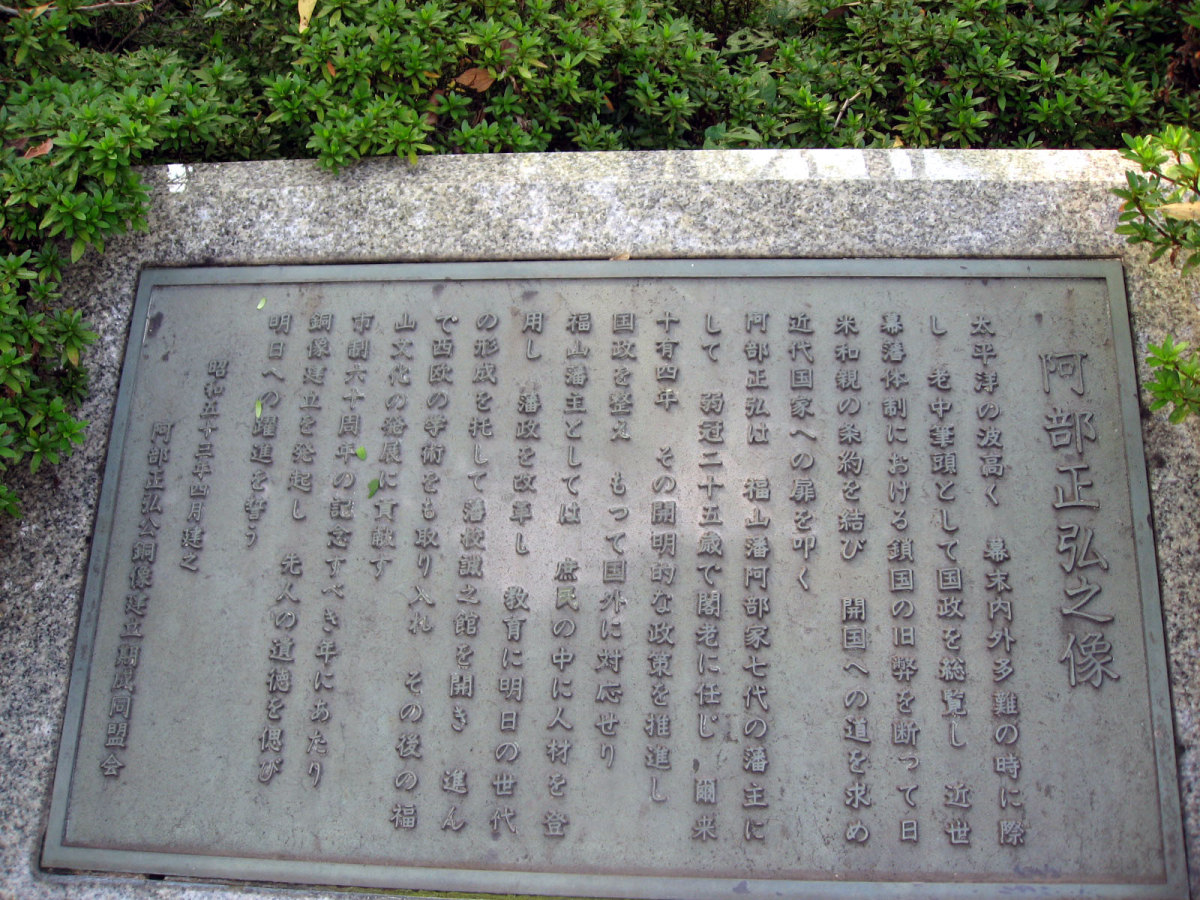 阿部正弘之像
太平洋の波高く 幕末内外多難の時に際
し 老中筆頭として国政を総覧し 近世
幕藩体制における鎖国の旧弊を断って日
米和親の条約を結び 開国への道を求め
近代国家への扉を叩く
阿部正弘は 福山藩阿部家七代の藩主に
して 弱冠二十五歳で閣老に任じ 爾来
十有四年 その開明的な政策を推進し
国政を整え もって国外に対応せり
福山藩主としては 庶民の中に人材を登
用し 藩政を改革し 教育に明日の世代
の形成を托して藩校誠之館を開き 進ん
で西欧の学術をも取り入れ その後の福
山文化の発展に貢献す
市制六十周年の記念すべき年にあたり
銅像建立を発起し 先人の遺徳を偲び
明日への躍進を誓う
昭和五十三年四月建之
阿部正弘公銅像建立期成同盟会